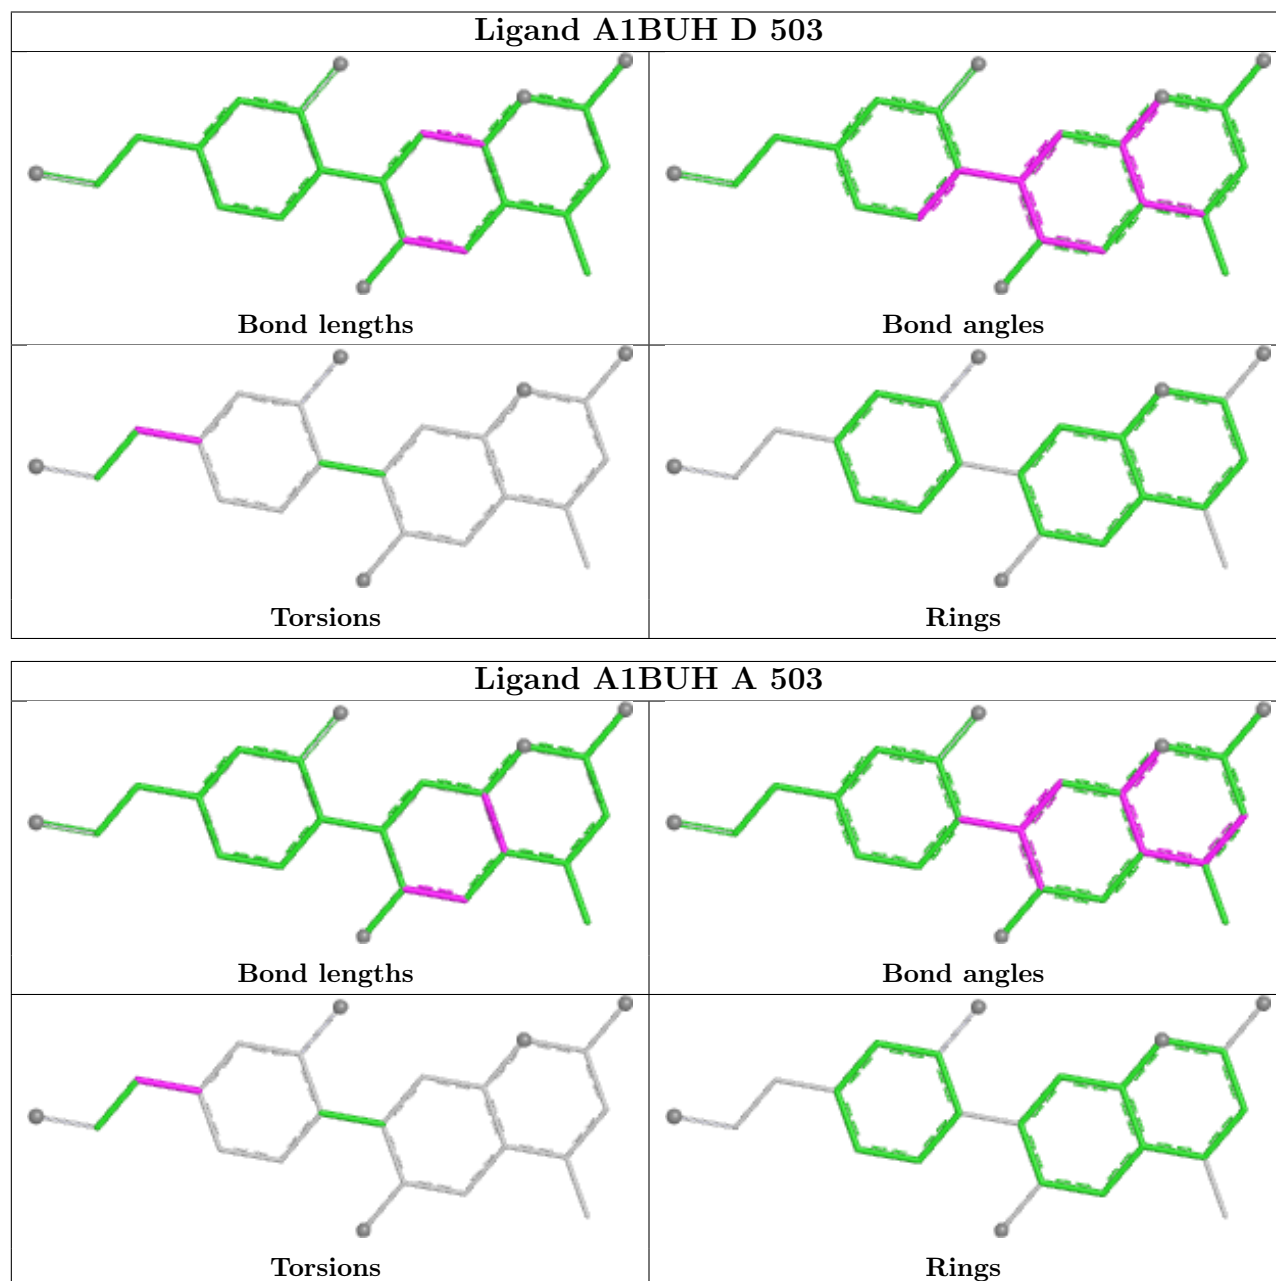 Ligand A1BUH D 503
Bond lengths
Bond angles
Torsions
Rings
Ligand A1BUH A 503
Bond lengths
Bond angles
Torsions
Rings